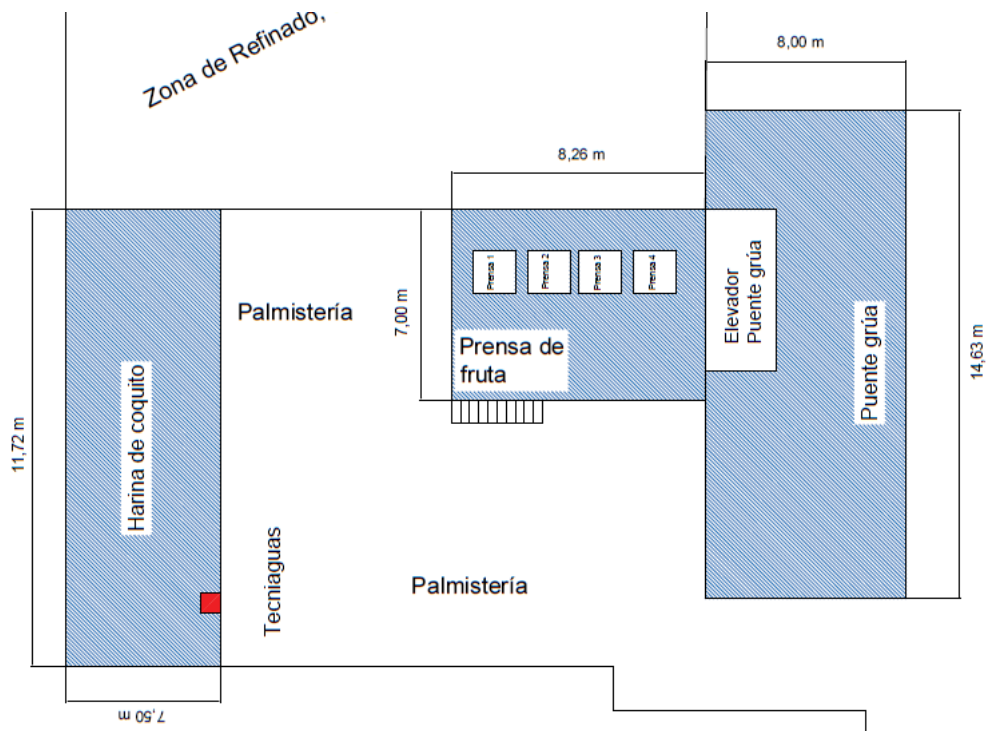 Zona de Refinado,
8,00 m
8,26 m
Prensa 1
Prensa 2
Prensa 3
Prensa 4
Elevador
Puente grúa
Palmistería
7,00 m
Prensa de
fruta
Puente grúa
14,63 m
11,72 m
Harina de coquito
Tecniaguas
Palmistería
7,50 m